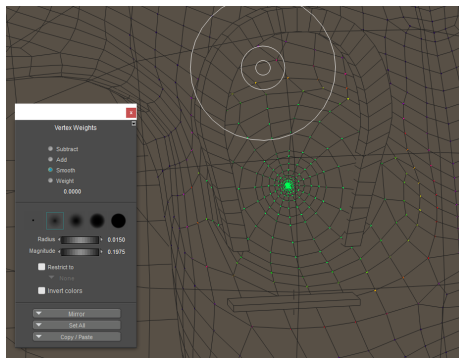 Vertex Weights
Subtract
Add
Smooth
Weight
0.0000
Radius
0.0150
Magnitude
0.1975
Restrict to
Invert colors
Mirror
Set All
Copy / Paste